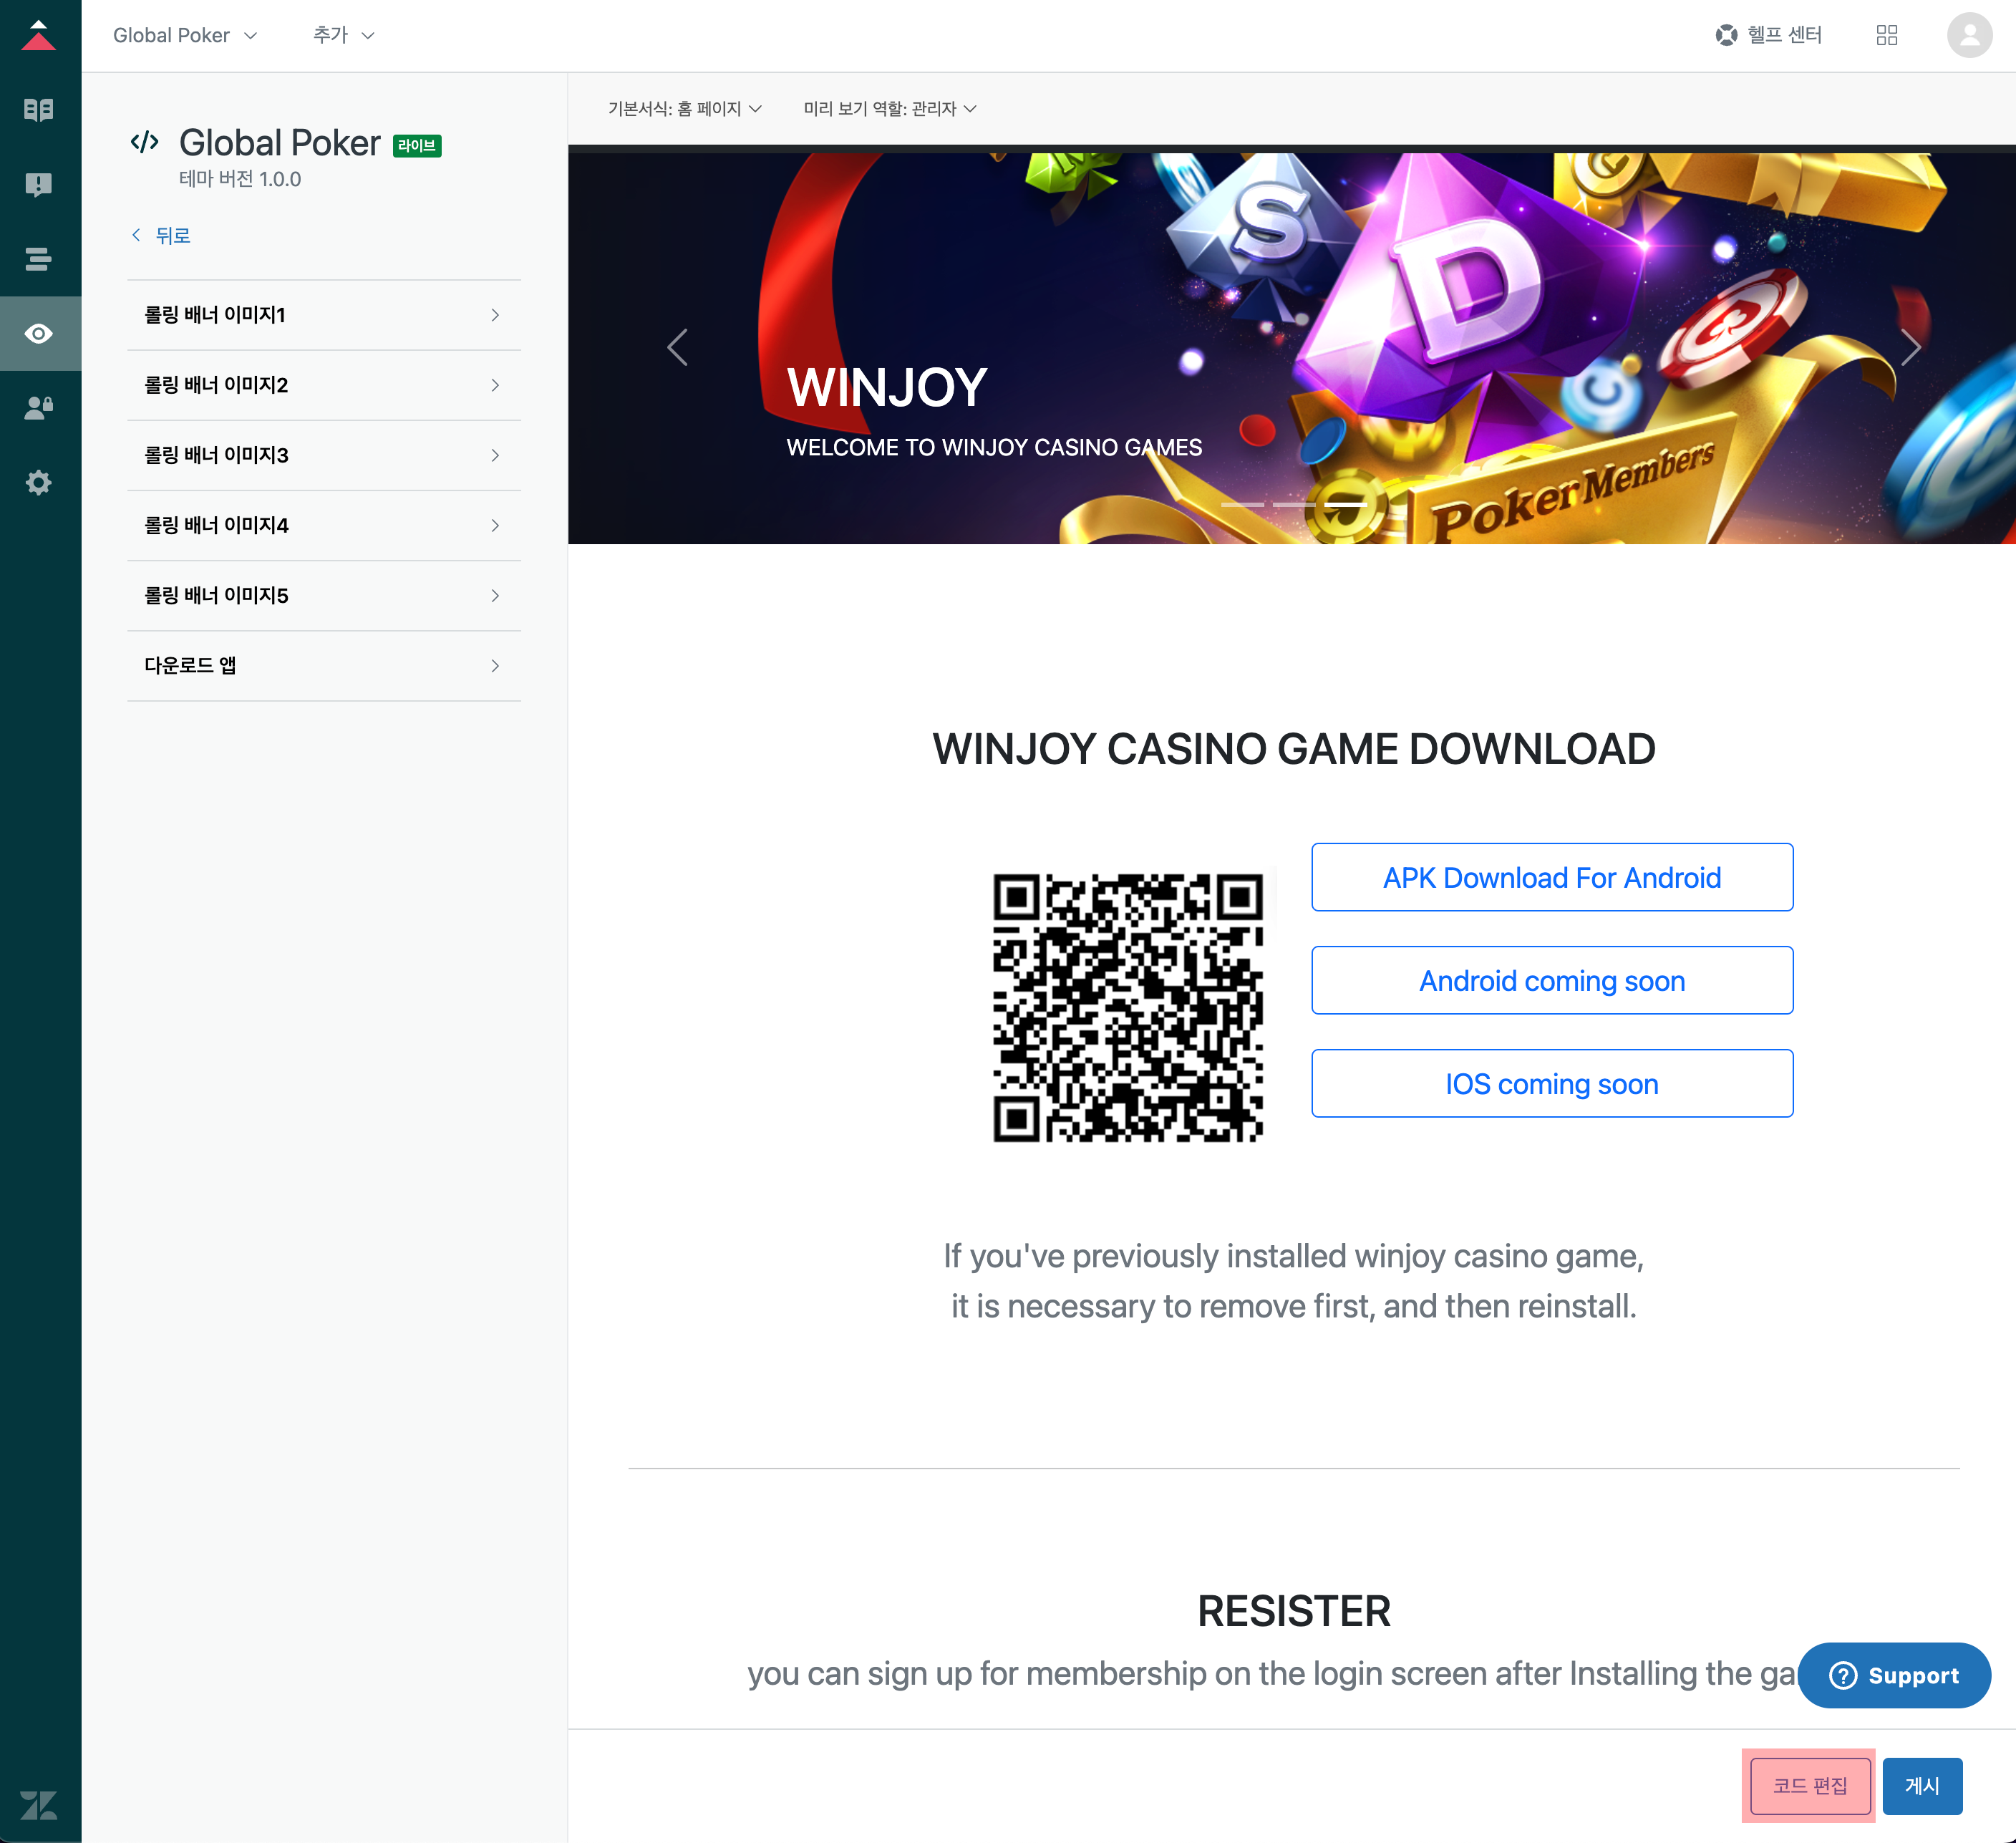 Global Poker
추가
헬프 센터
Global Poker 라이브
테마 버전 1.0.0
뒤로
롤링 배너 이미지1
롤링 배너 이미지2
롤링 배너 이미지3
롤링 배너 이미지4
롤링 배너 이미지5
다운로드 앱
기본서식: 홈 페이지
미리 보기 역할: 관리자
S
D
C
WINJOY
WELCOME TO WINJOY CASINO GAMES
Poker Members
WINJOY CASINO GAME DOWNLOAD
APK Download For Android
Android coming soon
IOS coming soon
If you've previously installed winjoy casino game,
it is necessary to remove first, and then reinstall.
RESISTER
you can sign up for membership on the login screen after Installing the ga
Support
코드 편집
게시